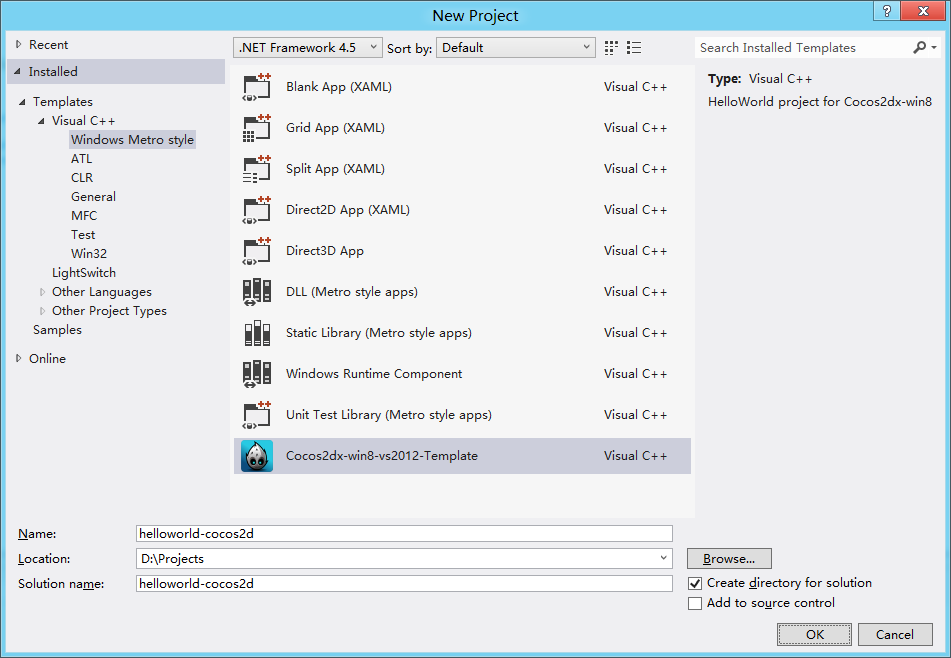 New Project
?
Recent
Installed
Templates
Visual C++
Windows Metro style
ATL
CLR
General
MFC
Test
Win32
LightSwitch
Other Languages
Other Project Types
Samples
Online
.NET Framework 4.5 Sort by: Default
Blank App (XAML) Visual C++
Grid App (XAML) Visual C++
Split App (XAML) Visual C++
Direct2D App (XAML) Visual C++
Direct3D App Visual C++
DLL (Metro style apps) Visual C++
Static Library (Metro style apps) Visual C++
Windows Runtime Component Visual C++
Unit Test Library (Metro style apps) Visual C++
Cocos2dx-win8-vs2012-Template Visual C++
Search Installed Templates
Type: Visual C++
HelloWorld project for Cocos2dx-win8
Name: helloworld-cocos2d
Location: D:\Projects Browse...
Solution name: helloworld-cocos2d
Create directory for solution
Add to source control
OK Cancel